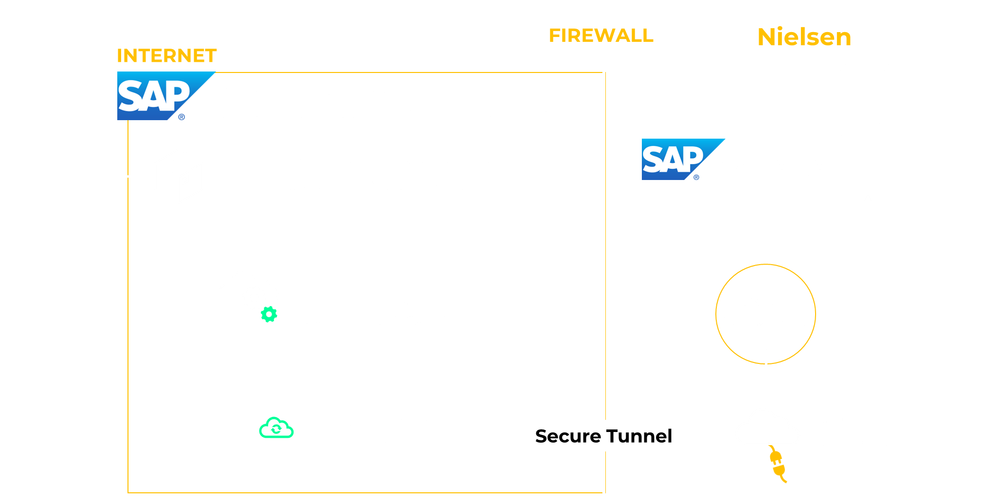 FIREWALL
Nielsen
INTERNET
SAP®
SAP®
Secure Tunnel